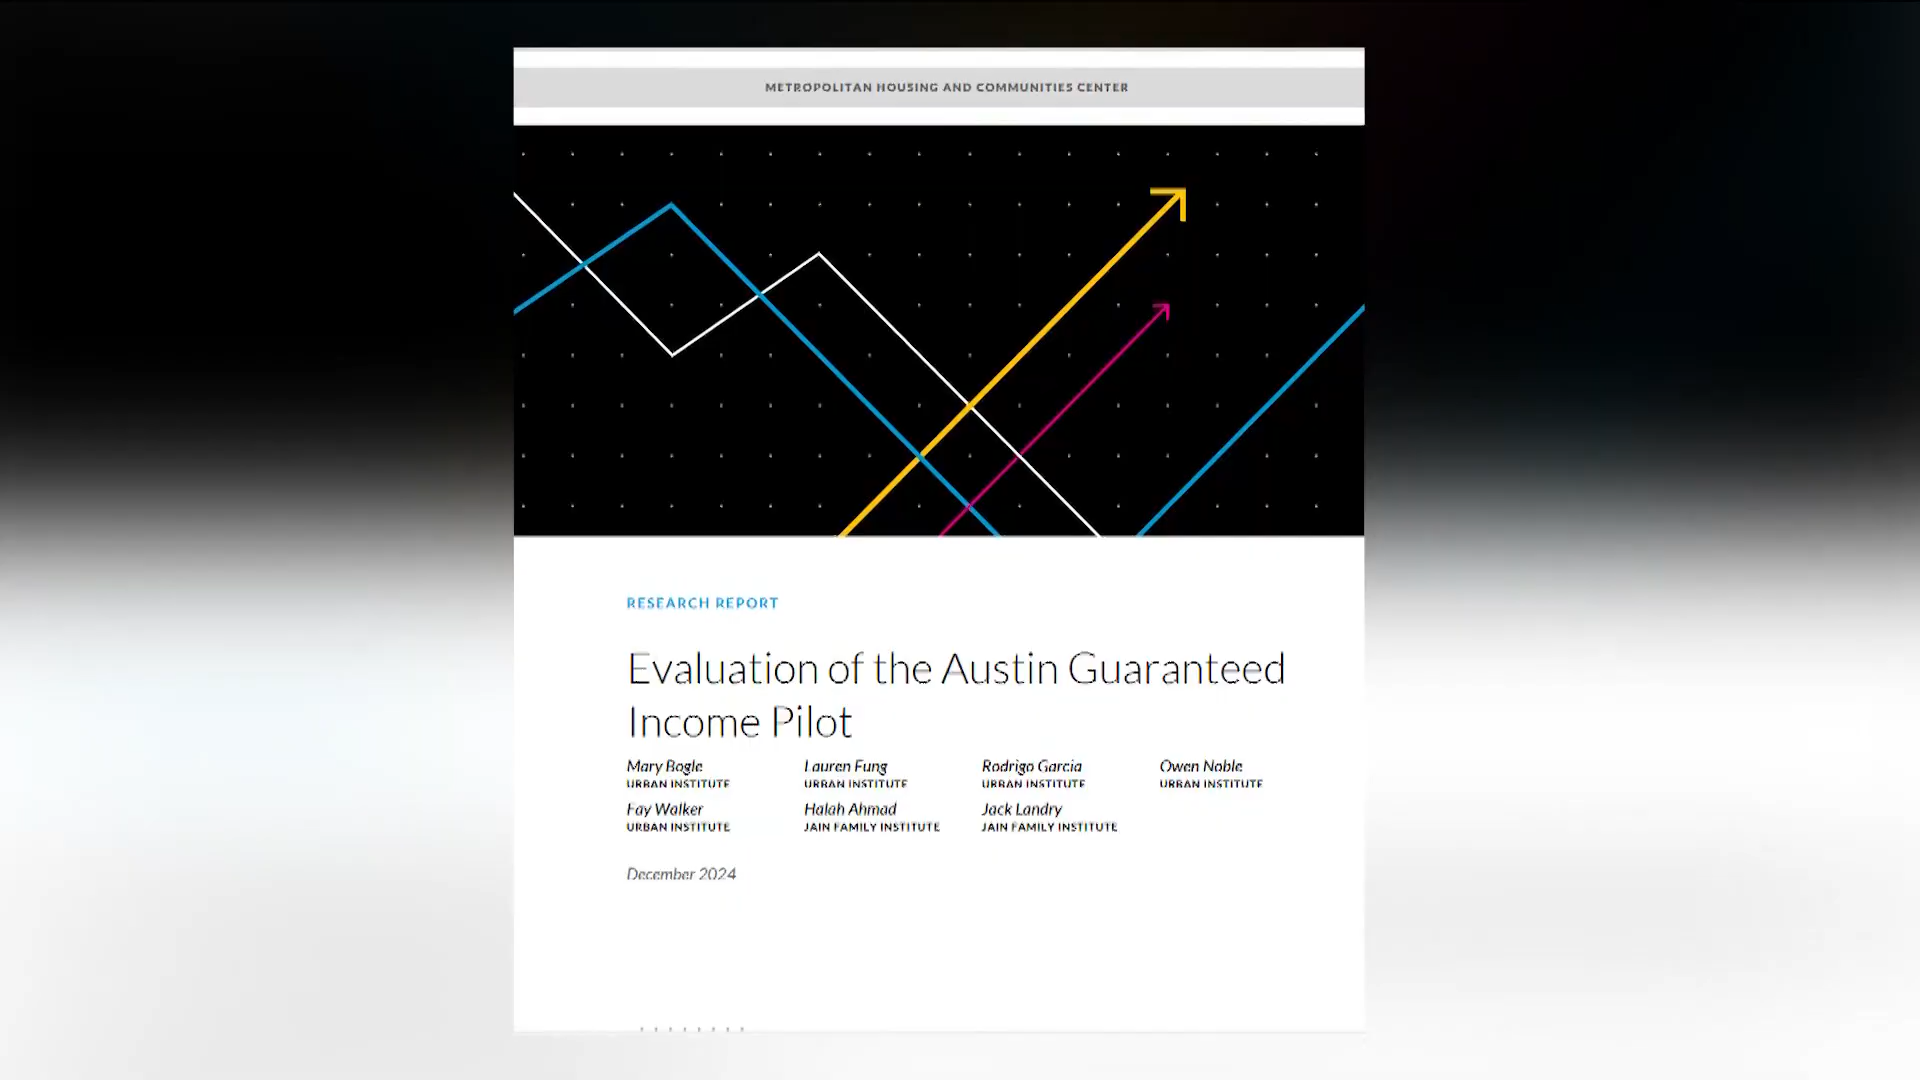 METROPOLITAN HOUSING AND COMMUNITIES CENTER
RESEARCH REPORT
Evaluation of the Austin Guaranteed
Income Pilot
Mary Bogle Lauren Fung Rodrigo Garcia Owen Noble
URBAN INSTITUTE URBAN INSTITUTE URBAN INSTITUTE URBAN INSTITUTE
Fay Walker Halah Ahmad Jack Landry
URBAN INSTITUTE JAIN FAMILY INSTITUTE JAIN FAMILY INSTITUTE
December 2024